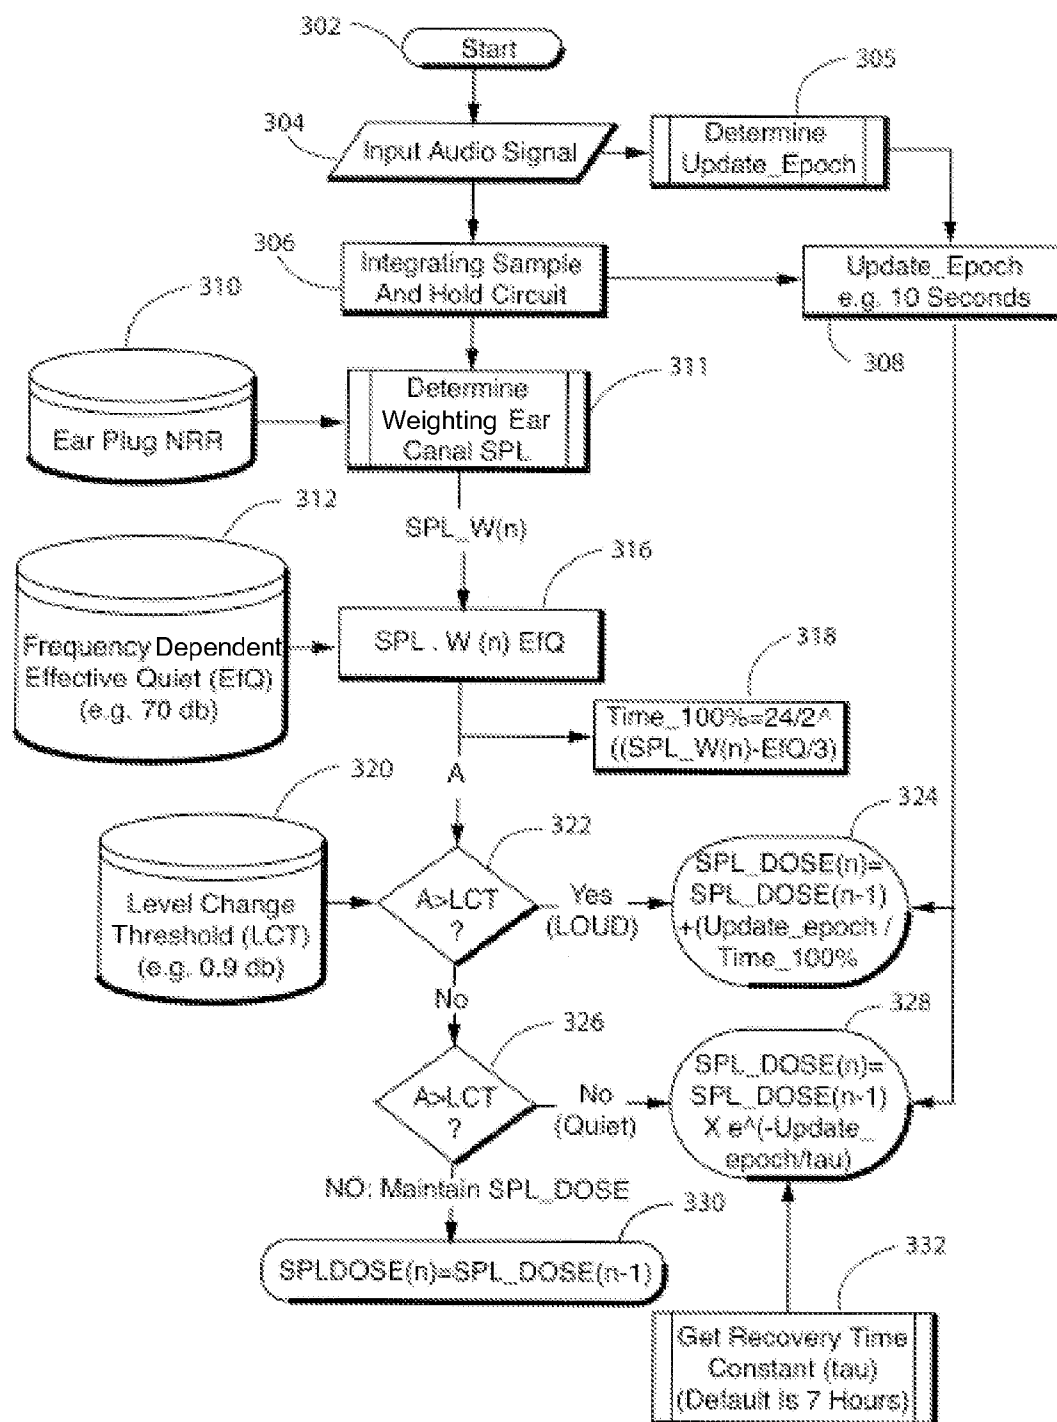 302
Start
305
304
Input Audio Signal
Determine
Update_Epoch
306
Integrating Sample
And Hold Circuit
Update_Epoch
e.g. 10 Seconds
308
310
Ear Plug NRR
311
Determine
Weighting Ear
Canal SPL
312
SPL_W(n)
316
Frequency Dependent
Effective Quiet (EfQ)
(e.g. 70 db)
SPL . W (n) EfQ
318
Time_100%=24/2^
((SPL_W(n)-EfQ/3)
A
320
322
324
Level Change
Threshold (LCT)
(e.g. 0.9 db)
A>LCT
?
Yes
(LOUD)
SPL_DOSE(n)=
SPL_DOSE(n-1)
+(Update_epoch /
Time_100%
No
326
328
A>LCT
?
No
(Quiet)
SPL_DOSE(n)=
SPL_DOSE(n-1)
X e^(-Update_
epoch/tau)
NO: Maintain SPL_DOSE
330
SPLDOSE(n)=SPL_DOSE(n-1)
332
Get Recovery Time
Constant (tau)
(Default is 7 Hours)